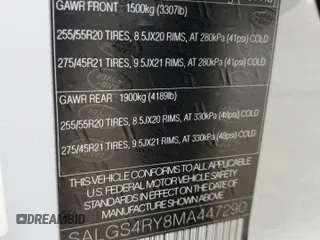 GAWR FRONT : 1500kg (3307lb)
255/55R20 TIRES, 8.5JX20 RIMS, AT 280kPa (41psi) COLD
275/45R21 TIRES, 9.5JX21 RIMS, AT 280kPa (41psi) COLD
GAWR REAR : 1900kg (4189lb)
255/55R20 TIRES, 8.5JX20 RIMS, AT 330kPa (48psi) COLD
275/45R21 TIRES, 9.5JX21 RIMS, AT 330kPa (48psi) COLD
THIS VEHICLE CONFORMS TO ALL APPLICABLE
U.S. FEDERAL MOTOR VEHICLE SAFETY
STANDARDS IN EFFECT ON THE DATE OF
MANUFACTURE SHOWN ABOVE
SALGS4RY8MA447290
DREAMBID